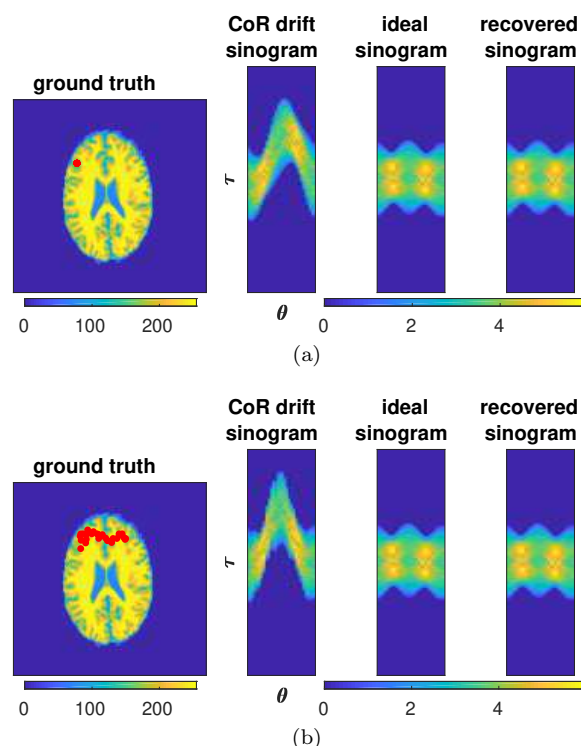 CoR drift ideal recovered
sinogram sinogram sinogram
ground truth
τ
0 100 200
θ
0 2 4
(a)
CoR drift ideal recovered
sinogram sinogram sinogram
ground truth
τ
0 100 200
θ
0 2 4
(b)